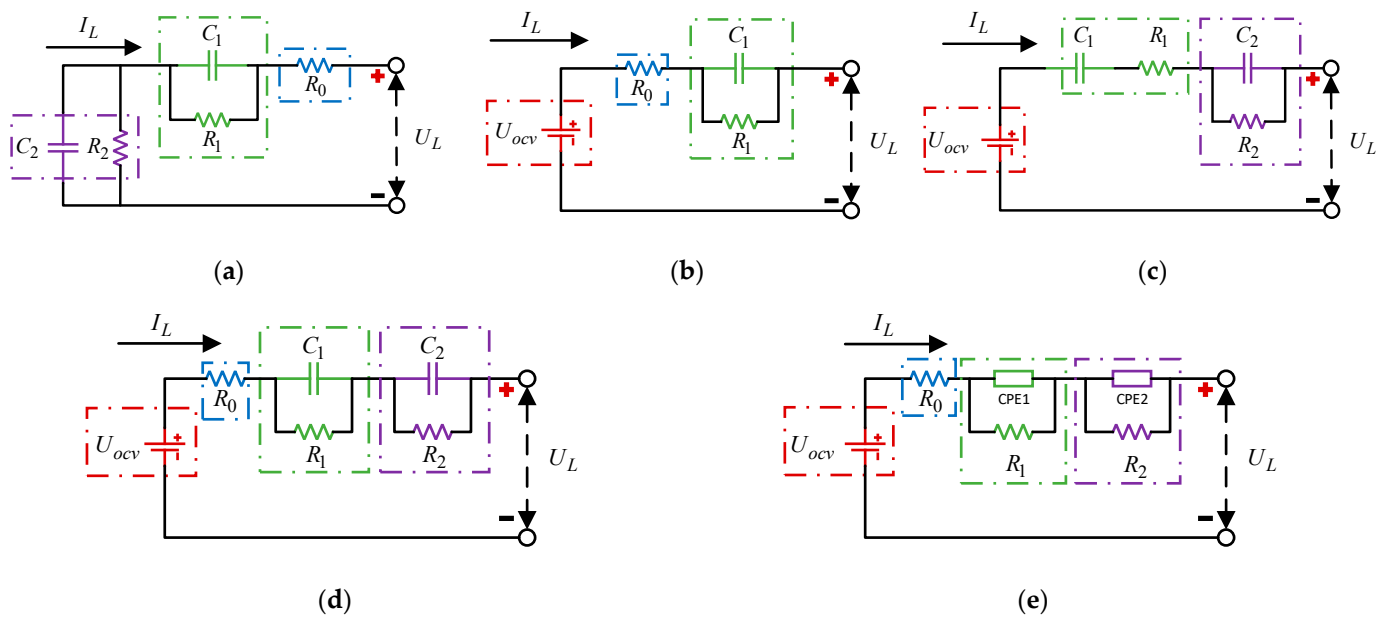 I_L
C_1
R_0
+
R_1
C_2
R_2
U_L
−
(a)
I_L
C_1
R_0
+
U_ocv
+
R_1
U_L
−
(b)
I_L
C_1
R_1
C_2
+
U_ocv
+
R_2
U_L
−
(c)
I_L
C_1
C_2
R_0
+
U_ocv
+
R_1
R_2
U_L
−
(d)
I_L
R_0
CPE1
CPE2
+
U_ocv
+
R_1
R_2
U_L
−
(e)